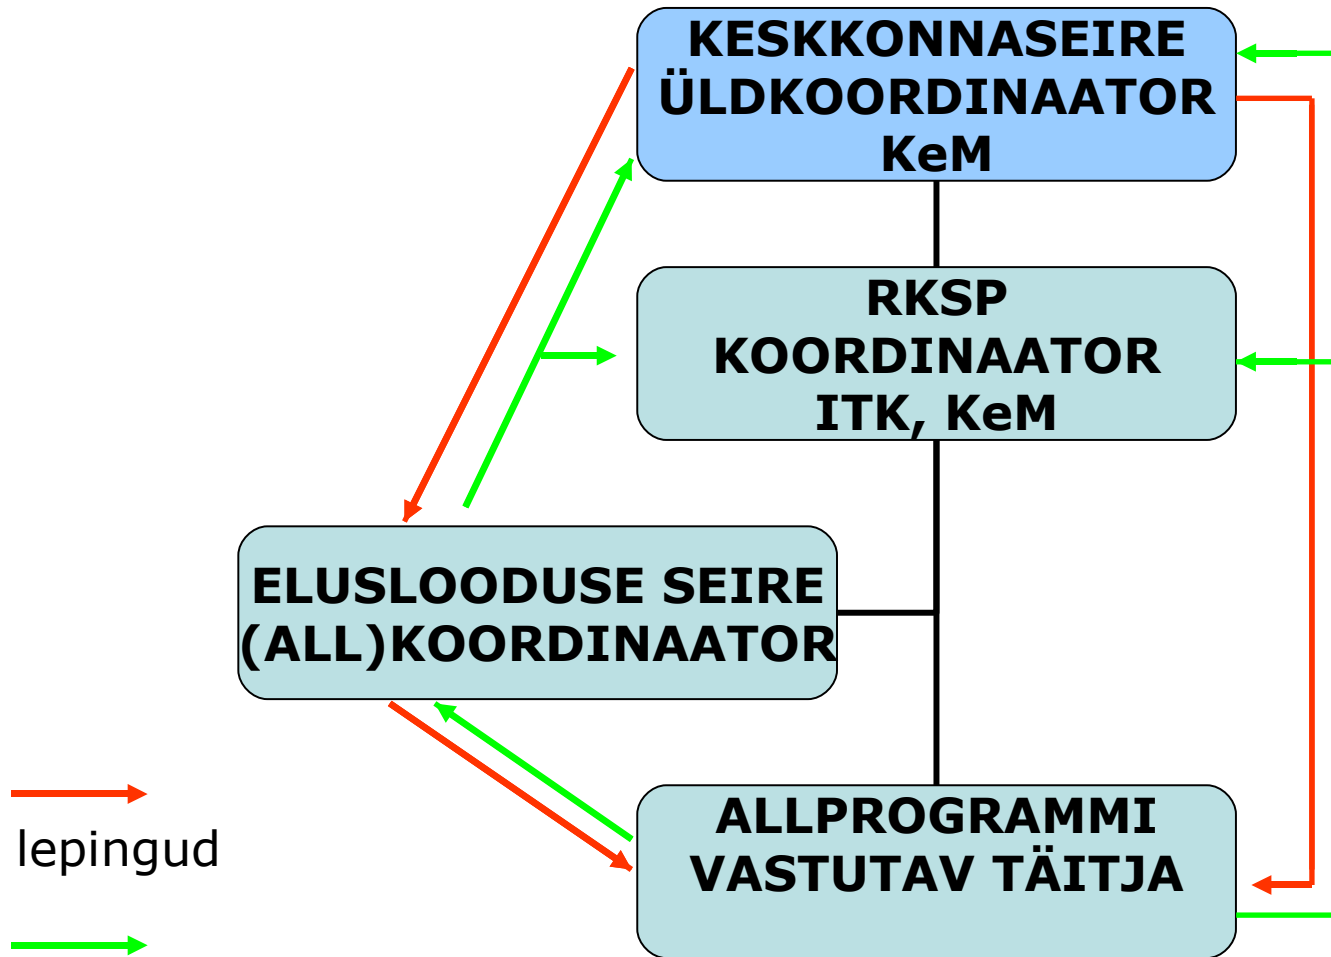 KESKKONNASEIRE
ÜLDKOORDINAATOR
KeM
RKSP
KOORDINAATOR
ITK, KeM
ELUSLOODUSE SEIRE
(ALL)KOORDINAATOR
ALLPROGRAMMI
VASTUTAV TÄITJA
lepingud